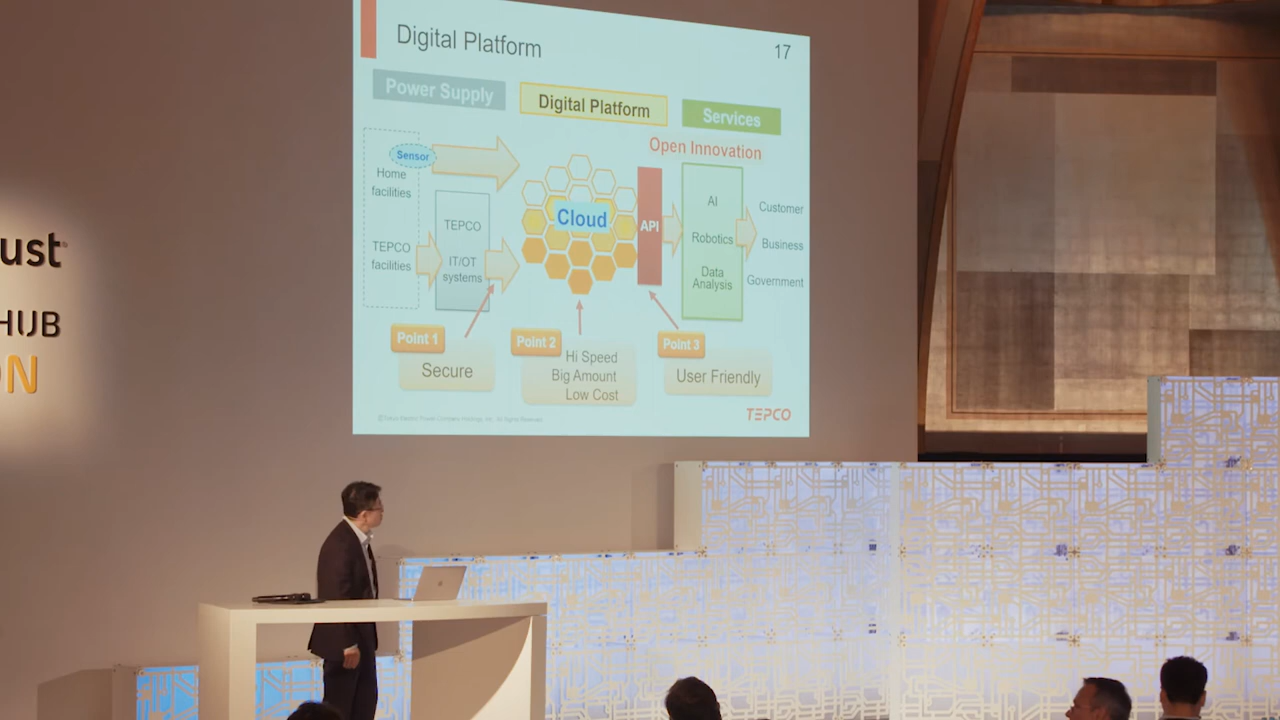 Digital Platform
17
Power Supply
Digital Platform
Services
Open Innovation
Sensor
Home
facilities
TEPCO
facilities
TEPCO
IT/OT
systems
Cloud
API
AI
Robotics
Data
Analysis
Customer
Business
Government
Point 1
Secure
Point 2
Hi Speed
Big Amount
Low Cost
Point 3
User Friendly
TEPCO
ust
HUB
N